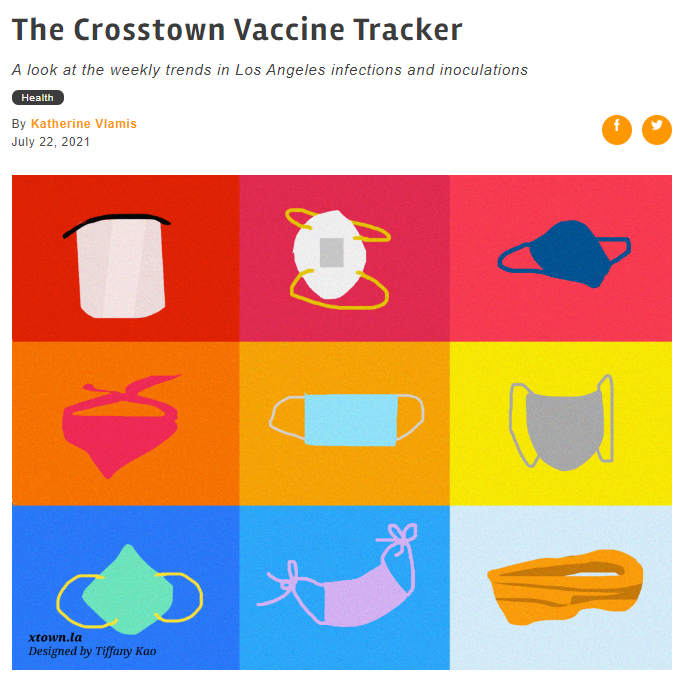 The Crosstown Vaccine Tracker
A look at the weekly trends in Los Angeles infections and inoculations
Health
By Katherine Vlamis
July 22, 2021
xtown.la
Designed by Tiffany Kao